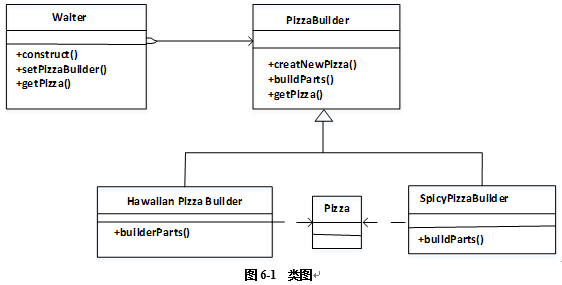 Waiter
+construct()
+setPizzaBuilder()
+getPizza()
PizzaBuilder
+creatNewPizza()
+buildParts()
+getPizza()
Hawaiian Pizza Builder
+builderParts()
Pizza
SpicyPizzaBuilder
+buildParts()
图 6-1 类图